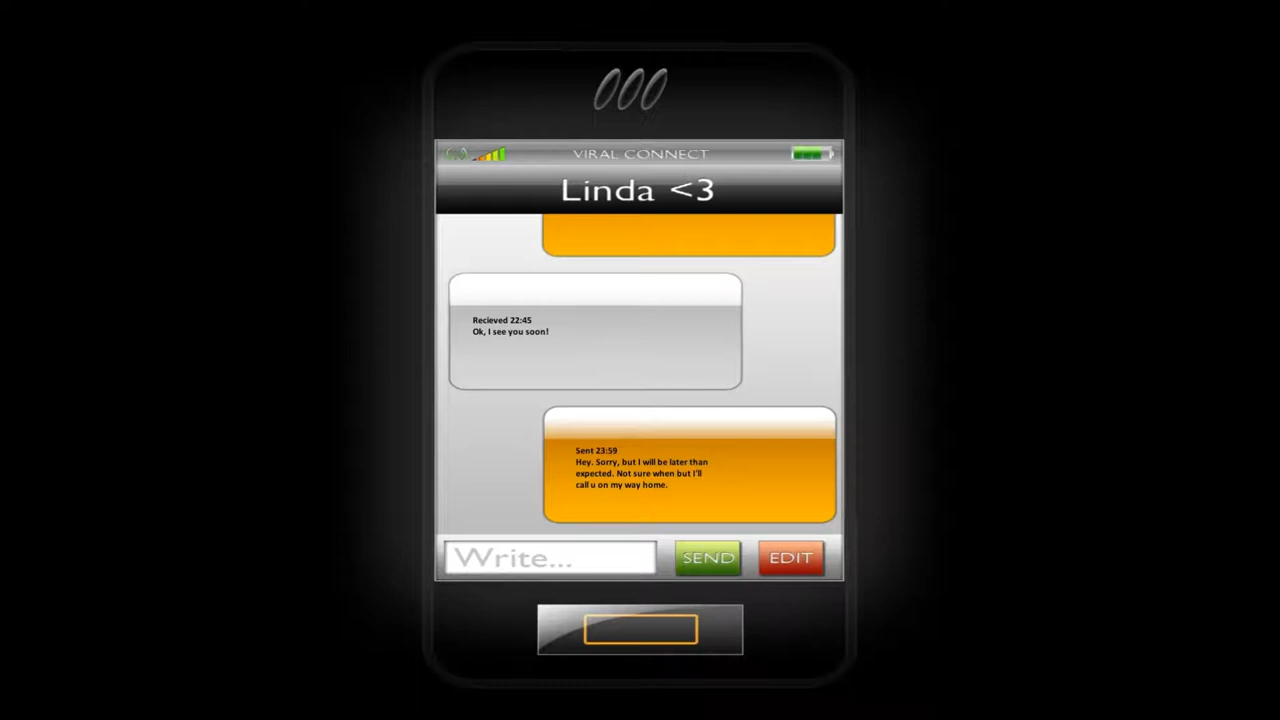 VIRAL CONNECT
Linda <3
Recieved 22:45
Ok, I see you soon!
Sent 23:59
Hey. Sorry, but I will be later than
expected. Not sure when but I'll
call u on my way home.
Write...
SEND
EDIT